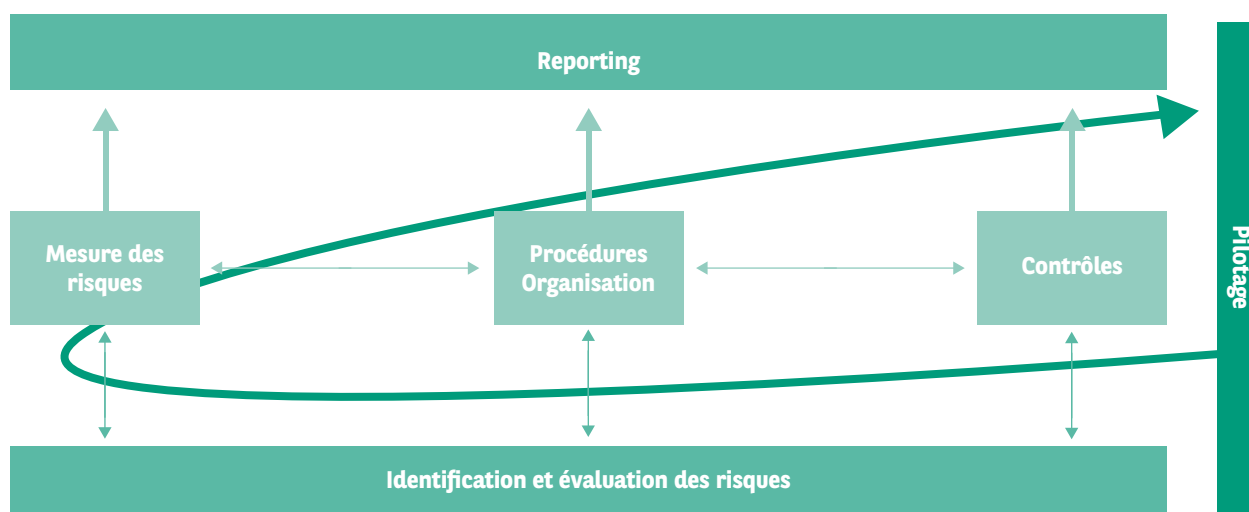 Reporting
Mesure des
risques
Procédures
Organisation
Contrôles
Pilotage
Identification et évaluation des risques